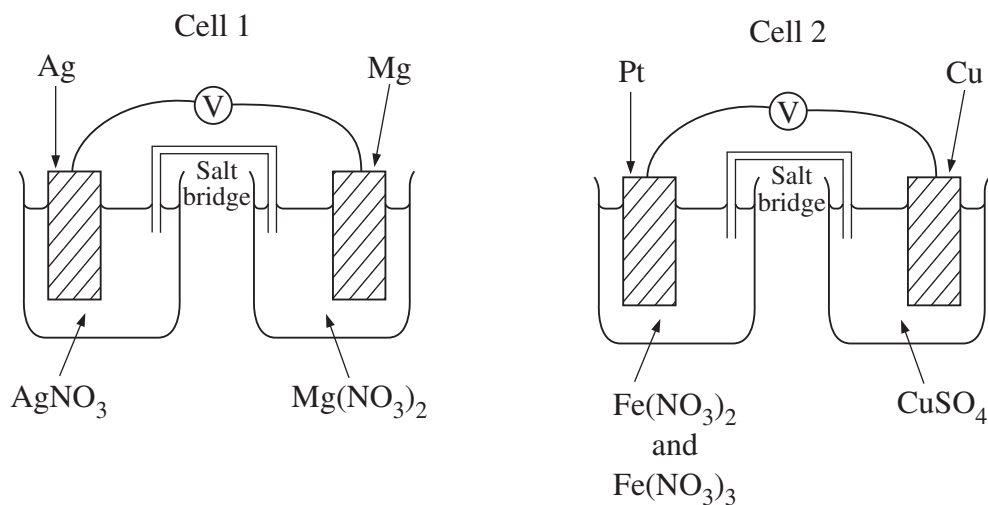 Cell 1
Ag
Mg
V
Salt
bridge
AgNO₃
Mg(NO₃)₂
Cell 2
Pt
Cu
V
Salt
bridge
Fe(NO₃)₂
and
Fe(NO₃)₃
CuSO₄